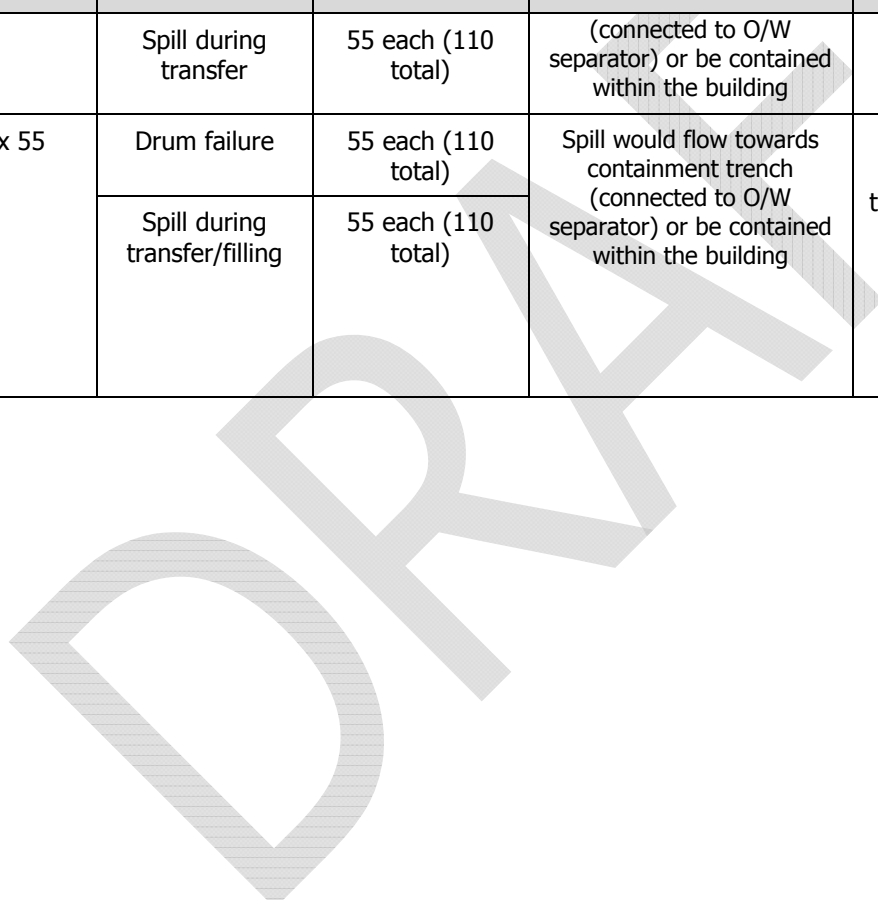 Spill during
transfer
55 each (110
total)
(connected to O/W
separator) or be contained
within the building
x 55
Drum failure
55 each (110
total)
Spill would flow towards
containment trench
(connected to O/W
separator) or be contained
within the building
t
Spill during
transfer/filling
55 each (110
total)
DRAF